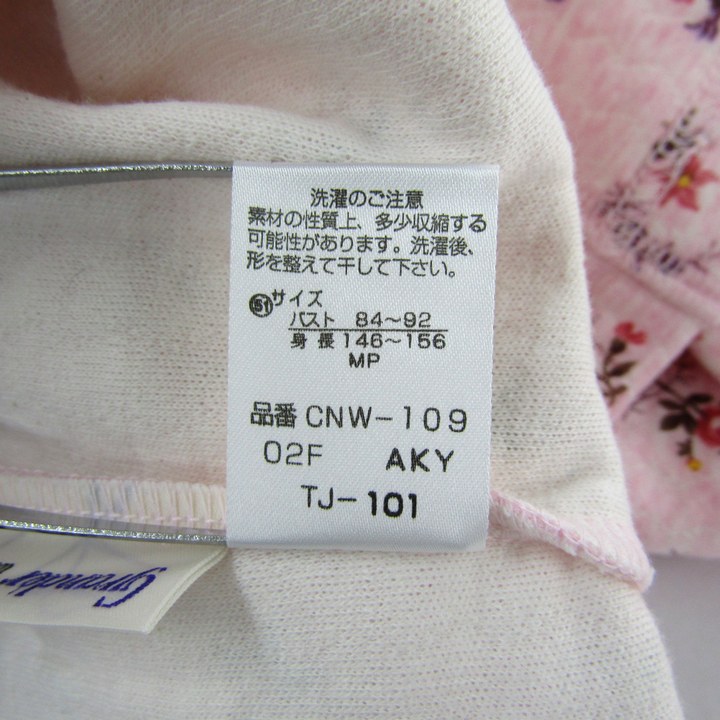 洗濯のご注意
素材の性質上、多少収縮する
可能性があります。洗濯後、
形を整えて干して下さい。
51 サイズ
バスト 84〜92
身長 146〜156
MP
品番 CNW-109
02F AKY
TJ-101